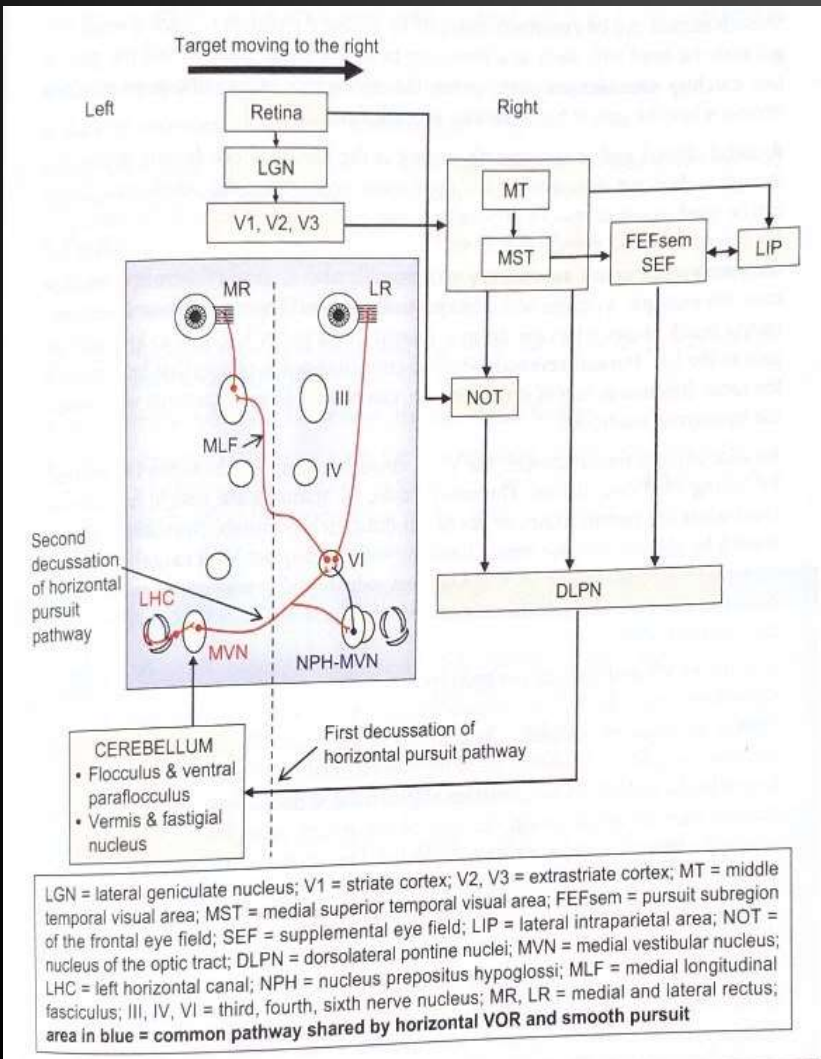 Target moving to the right
Left
Right
Retina
LGN
V1, V2, V3
MT
MST
FEFsem
SEF
LIP
MR
LR
III
NOT
MLF
IV
Second
decussation
of horizontal
pursuit
pathway
VI
DLPN
LHC
MVN
NPH-MVN
First decussation of
horizontal pursuit pathway
CEREBELLUM
• Flocculus & ventral
paraflocculus
• Vermis & fastigial
nucleus
LGN = lateral geniculate nucleus; V1 = striate cortex; V2, V3 = extrastriate cortex; MT = middle
temporal visual area; MST = medial superior temporal visual area; FEFsem = pursuit subregion
of the frontal eye field; SEF = supplemental eye field; LIP = lateral intraparietal area; NOT =
nucleus of the optic tract; DLPN = dorsolateral pontine nuclei; MVN = medial vestibular nucleus;
LHC = left horizontal canal; NPH = nucleus prepositus hypoglossi; MLF = medial longitudinal
fasciculus; III, IV, VI = third, fourth, sixth nerve nucleus; MR, LR = medial and lateral rectus;
area in blue = common pathway shared by horizontal VOR and smooth pursuit